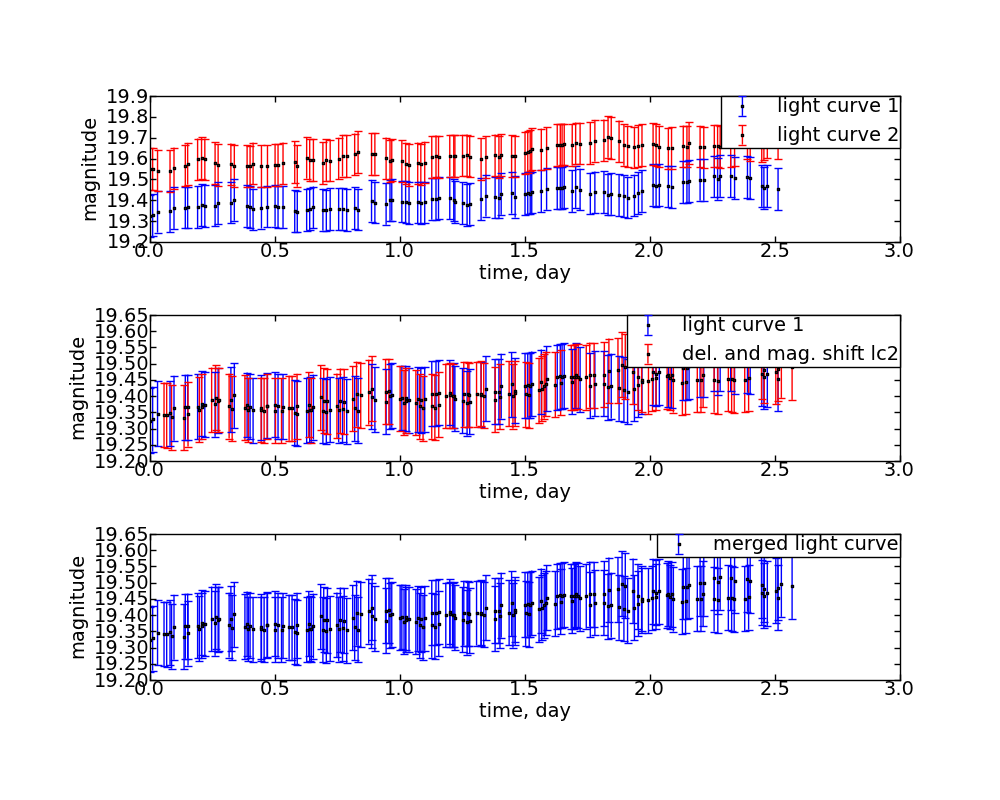 19.9
19.8
19.7
19.6
19.5
19.4
19.3
19.2
magnitude
light curve 1
light curve 2
0.0 0.5 1.0 1.5 2.0 2.5 3.0
time, day
19.65
19.60
19.55
19.50
19.45
19.40
19.35
19.30
19.25
19.20
magnitude
light curve 1
del. and mag. shift lc2
0.0 0.5 1.0 1.5 2.0 2.5 3.0
time, day
19.65
19.60
19.55
19.50
19.45
19.40
19.35
19.30
19.25
19.20
magnitude
merged light curve
0.0 0.5 1.0 1.5 2.0 2.5 3.0
time, day